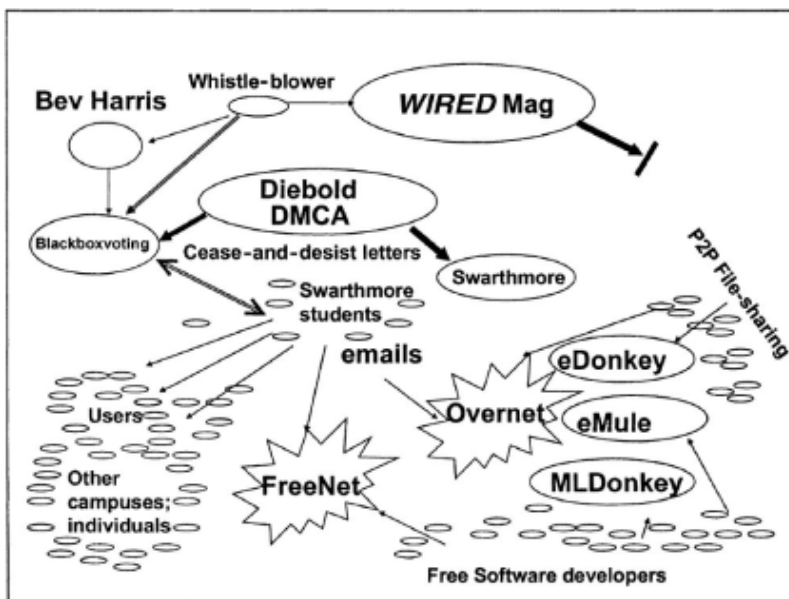 Whistle-blower
Bev Harris
WIRED Mag
Diebold
DMCA
Blackboxvoting
Cease-and-desist letters
Swarthmore
P2P File-sharing
Swarthmore
students
emails
eDonkey
Users
Overnet
eMule
Other
campuses;
individuals
FreeNet
MLDonkey
Free Software developers